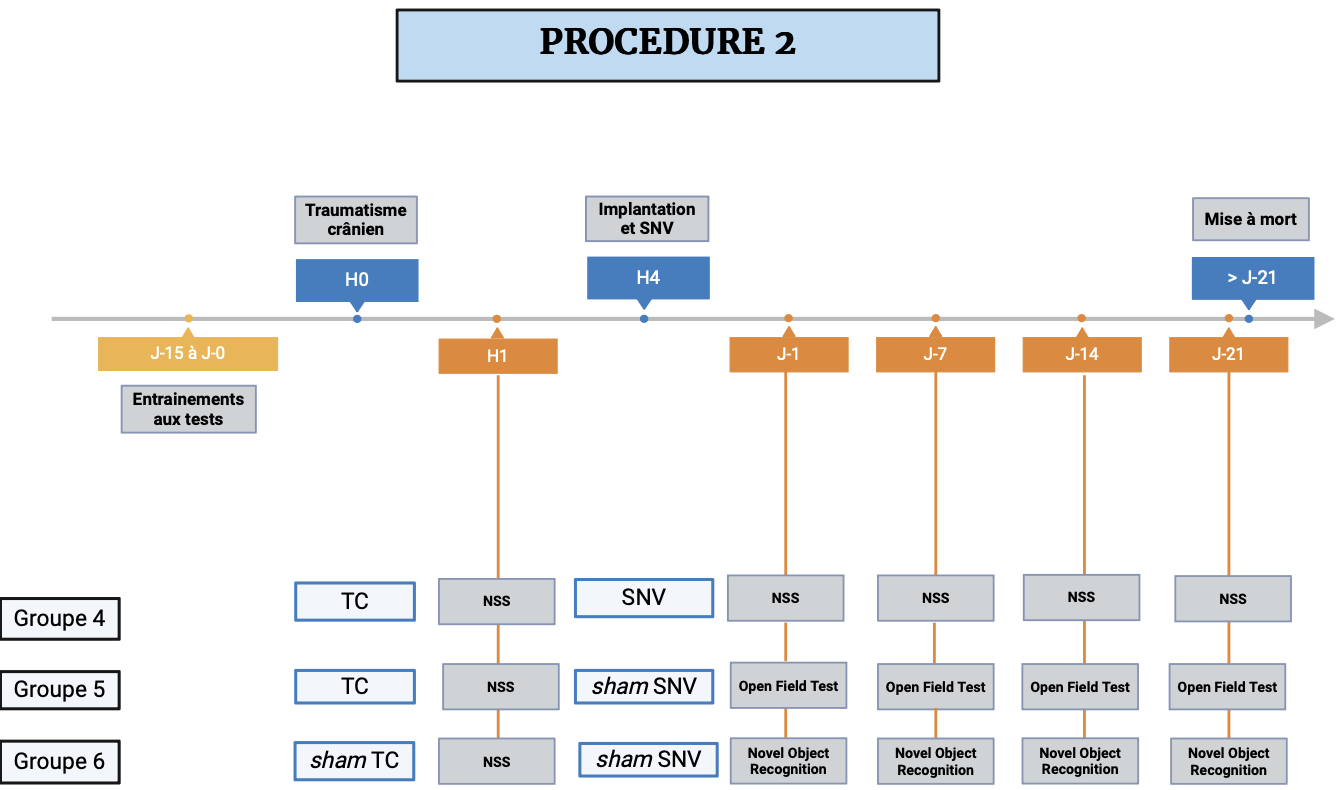 PROCEDURE 2
Traumatisme
crânien
Implantation
et SNV
Mise à mort
H0
H4
> J-21
J-15 à J-0
H1
J-1
J-7
J-14
J-21
Entrainements
aux tests
Groupe 4
TC
NSS
SNV
NSS
NSS
NSS
NSS
Groupe 5
TC
NSS
sham SNV
Open Field Test
Open Field Test
Open Field Test
Open Field Test
Groupe 6
sham TC
NSS
sham SNV
Novel Object
Recognition
Novel Object
Recognition
Novel Object
Recognition
Novel Object
Recognition